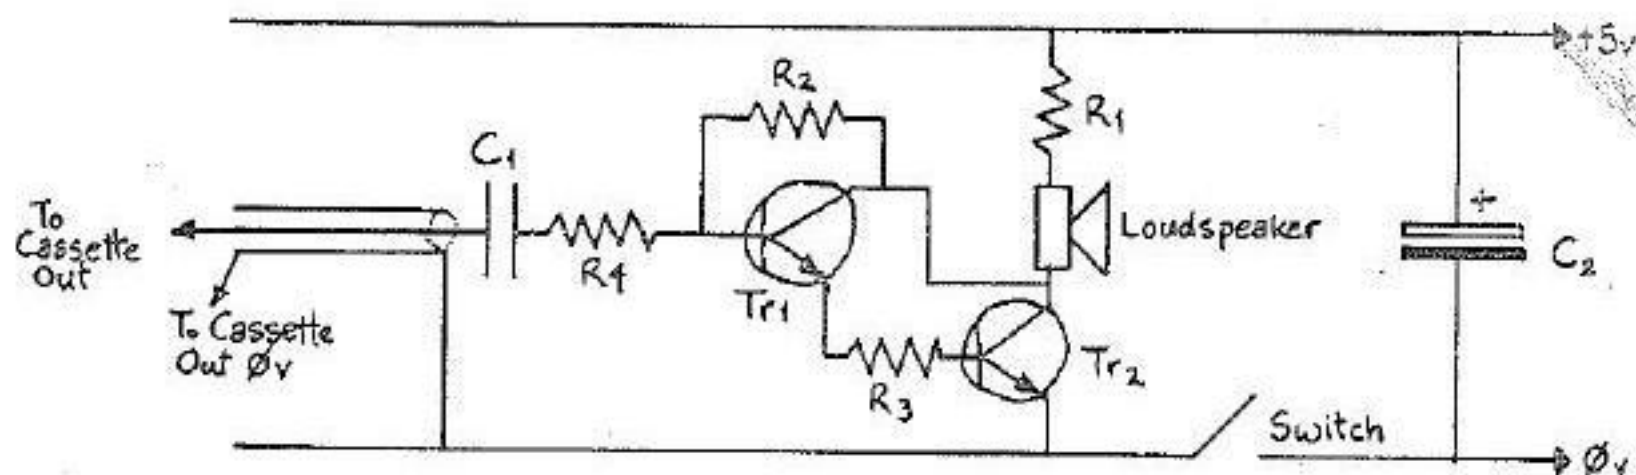 +5v
R2
R1
C1
To
Cassette
Out
R4
Tr1
Loudspeaker
+
C2
To Cassette
Out Øv
R3
Tr2
Switch
Øv